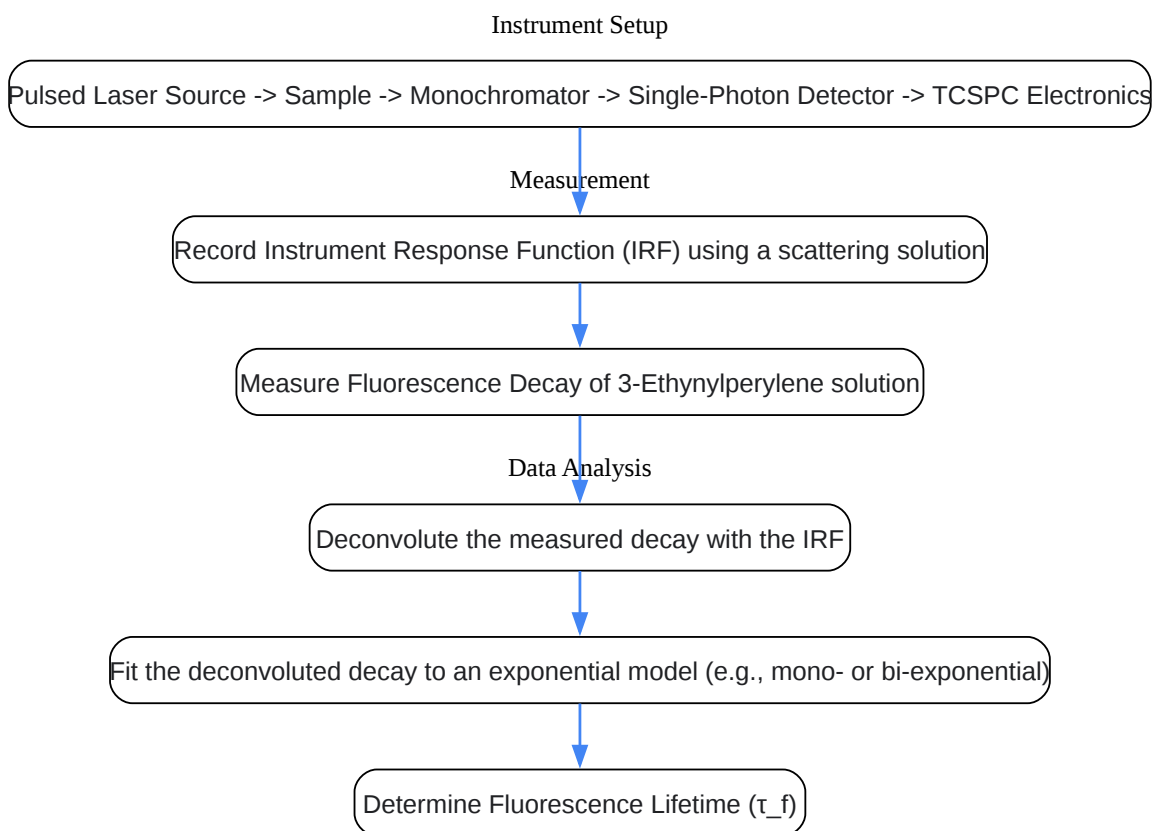 Instrument Setup
Pulsed Laser Source -> Sample -> Monochromator -> Single-Photon Detector -> TCSPC Electronics
Measurement
Record Instrument Response Function (IRF) using a scattering solution
Measure Fluorescence Decay of 3-Ethynylperylene solution
Data Analysis
Deconvolute the measured decay with the IRF
Fit the deconvoluted decay to an exponential model (e.g., mono- or bi-exponential)
Determine Fluorescence Lifetime (τ_f)